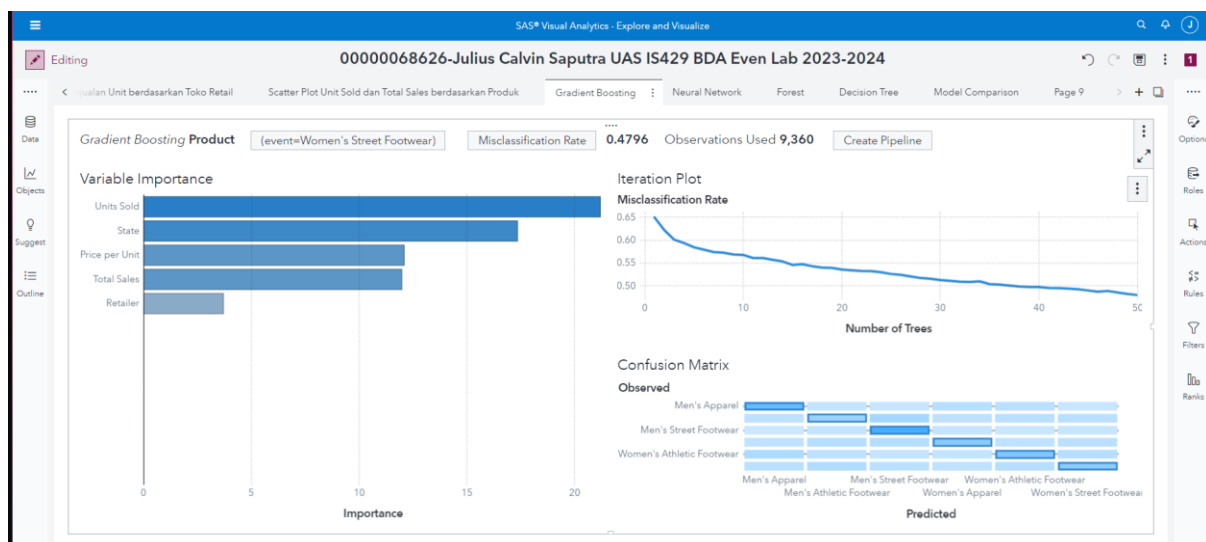 SAS® Visual Analytics - Explore and Visualize
J
Editing
00000068626-Julius Calvin Saputra UAS IS429 BDA Even Lab 2023-2024
1
ualan Unit berdasarkan Toko Retail
Scatter Plot Unit Sold dan Total Sales berdasarkan Produk
Gradient Boosting
Neural Network
Forest
Decision Tree
Model Comparison
Page 9
Data
Objects
Suggest
Outline
Gradient Boosting Product (event=Women's Street Footwear) Misclassification Rate 0.4796 Observations Used 9,360 Create Pipeline
Variable Importance
Units Sold
State
Price per Unit
Total Sales
Retailer
0 5 10 15 20
Importance
Iteration Plot
Misclassification Rate
0.65
0.60
0.55
0.50
0 10 20 30 40 50
Number of Trees
Confusion Matrix
Observed
Men's Apparel
Men's Street Footwear
Women's Athletic Footwear
Men's Apparel Men's Street Footwear Women's Athletic Footwear
Men's Athletic Footwear Women's Apparel Women's Street Footwear
Predicted
Options
Roles
Actions
Rules
Filters
Ranks